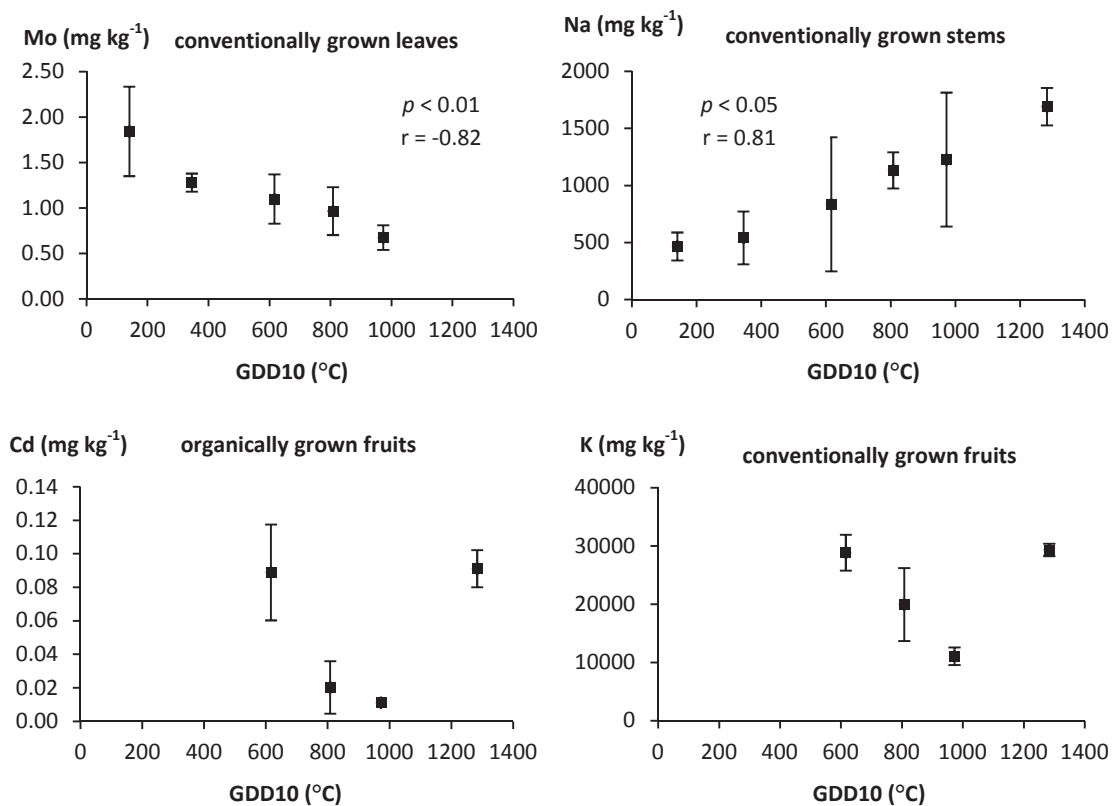 Mo (mg kg⁻¹) conventionally grown leaves
2.50
2.00
1.50
1.00
0.50
0.00
p < 0.01
r = -0.82
0 200 400 600 800 1000 1200 1400
GDD10 (°C)
Na (mg kg⁻¹) conventionally grown stems
2000
1500
1000
500
0
p < 0.05
r = 0.81
0 200 400 600 800 1000 1200 1400
GDD10 (°C)
Cd (mg kg⁻¹) organically grown fruits
0.14
0.12
0.10
0.08
0.06
0.04
0.02
0.00
0 200 400 600 800 1000 1200 1400
GDD10 (°C)
K (mg kg⁻¹) conventionally grown fruits
40000
30000
20000
10000
0
0 200 400 600 800 1000 1200 1400
GDD10 (°C)